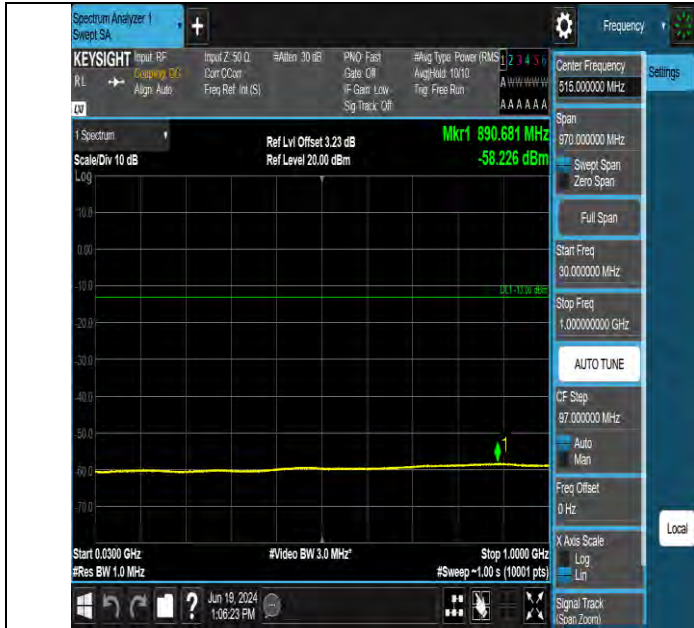 Spectrum Analyzer 1
Swept SA
+
Frequency
KEYSIGHT
RL
LXI
Input: RF
Coupling: DC
Align: Auto
Input Z: 50 Ω
Corr CCorr
Freq Ref: Int (S)
#Atten: 30 dB
PNO: Fast
Gate: Off
IF Gain: Low
Sig Track: Off
#Avg Type: Power (RMS
Avg|Hold: 10/10
Trig: Free Run
1 2 3 4 5 6
A W W W W W
A A A A A A
Settings
1 Spectrum
Scale/Div 10 dB
Ref Lvl Offset 3.23 dB
Ref Level 20.00 dBm
Mkr1 890.681 MHz
-58.226 dBm
Log
10.0
0.00
-10.0
DL1 -13.00 dBm
-20.0
-30.0
-40.0
-50.0
1
-60.0
-70.0
Start 0.0300 GHz
#Res BW 1.0 MHz
#Video BW 3.0 MHz*
Stop 1.0000 GHz
#Sweep ~1.00 s (10001 pts)
Center Frequency
515.000000 MHz
Span
970.000000 MHz
Swept Span
Zero Span
Full Span
Start Freq
30.000000 MHz
Stop Freq
1.000000000 GHz
AUTO TUNE
CF Step
97.000000 MHz
Auto
Man
Freq Offset
0 Hz
X Axis Scale
Log
Lin
Signal Track
(Span Zoom)
Local
?
Jun 19, 2024
1:06:23 PM